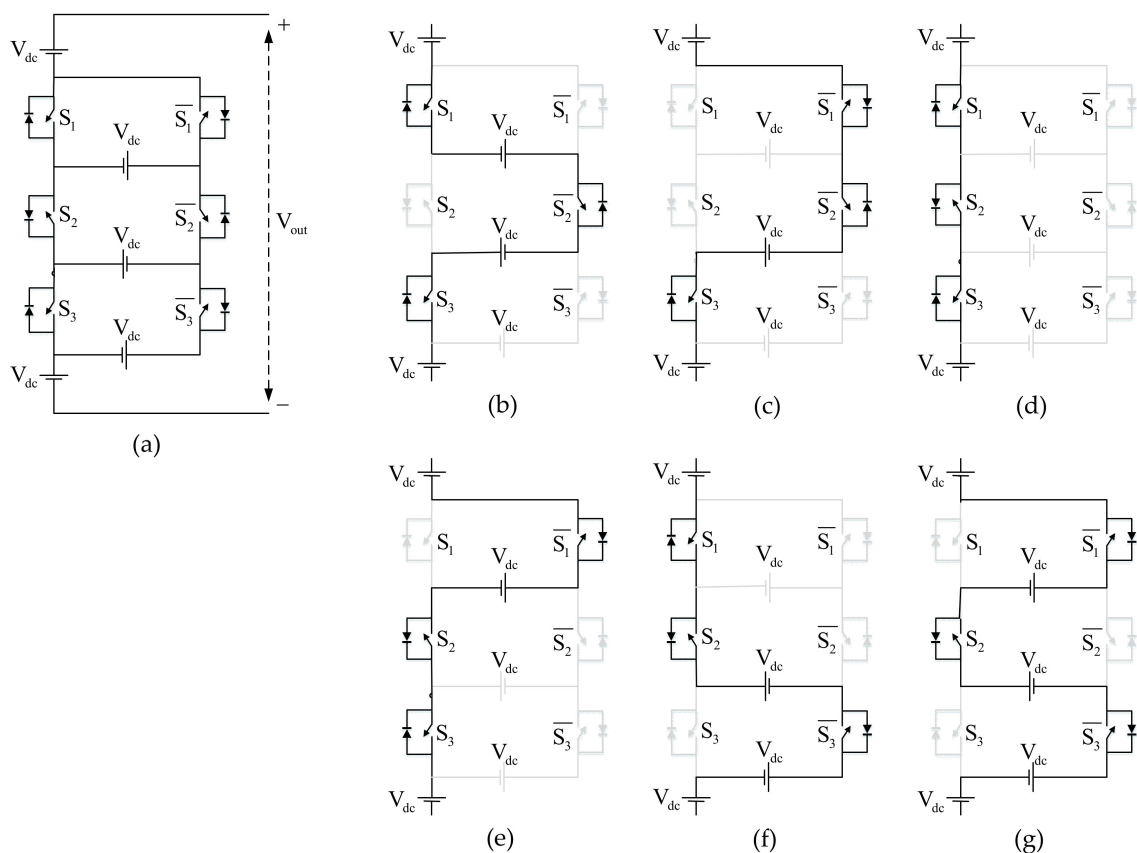 V_dc
+
S_1
S̅_1
V_dc
S_2
S̅_2
V_out
V_dc
S_3
S̅_3
V_dc
V_dc
−
(a)
V_dc
S_1
S̅_1
V_dc
S_2
S̅_2
V_dc
S_3
S̅_3
V_dc
V_dc
(b)
V_dc
S_1
S̅_1
V_dc
S_2
S̅_2
V_dc
S_3
S̅_3
V_dc
V_dc
(c)
V_dc
S_1
S̅_1
V_dc
S_2
S̅_2
V_dc
S_3
S̅_3
V_dc
V_dc
(d)
V_dc
S_1
S̅_1
V_dc
S_2
S̅_2
V_dc
S_3
S̅_3
V_dc
V_dc
(e)
V_dc
S_1
S̅_1
V_dc
S_2
S̅_2
V_dc
S_3
S̅_3
V_dc
V_dc
(f)
V_dc
S_1
S̅_1
V_dc
S_2
S̅_2
V_dc
S_3
S̅_3
V_dc
V_dc
(g)